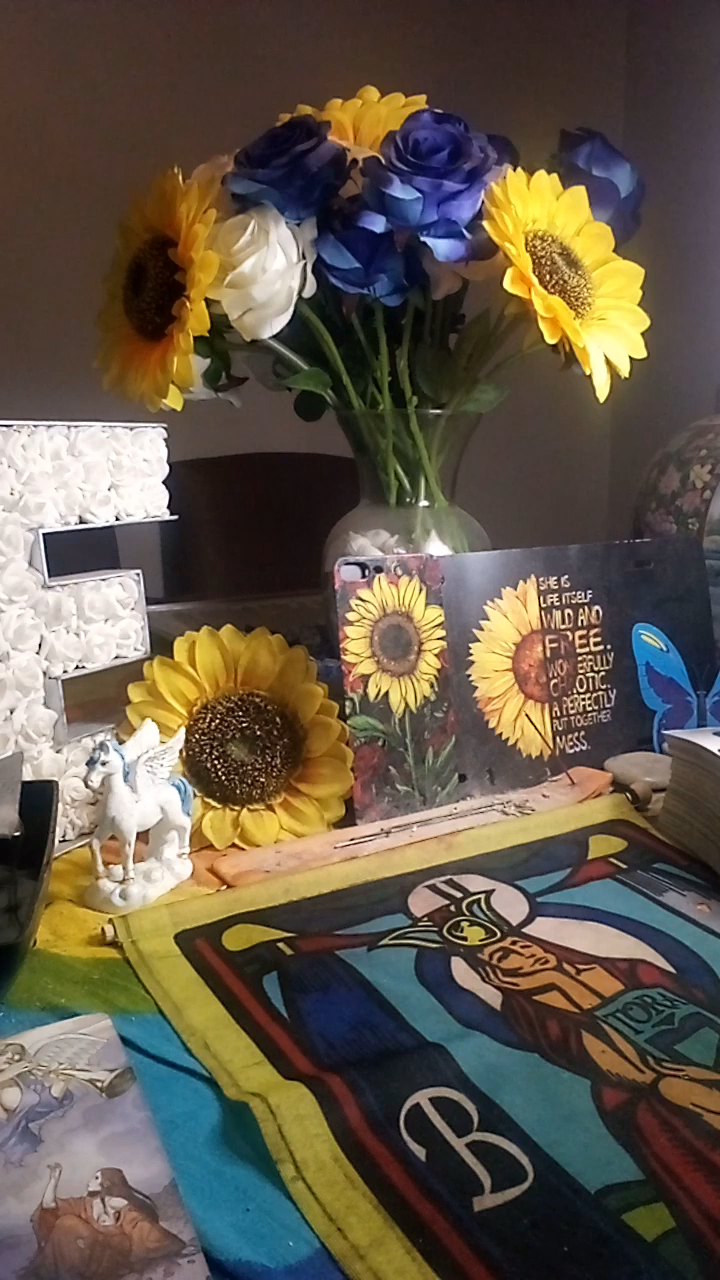 E
SHE IS
LIFE ITSELF
WILD AND
FREE.
WONDERFULLY
CHAOTIC.
A PERFECTLY
PUT TOGETHER
MESS.
TORA
B